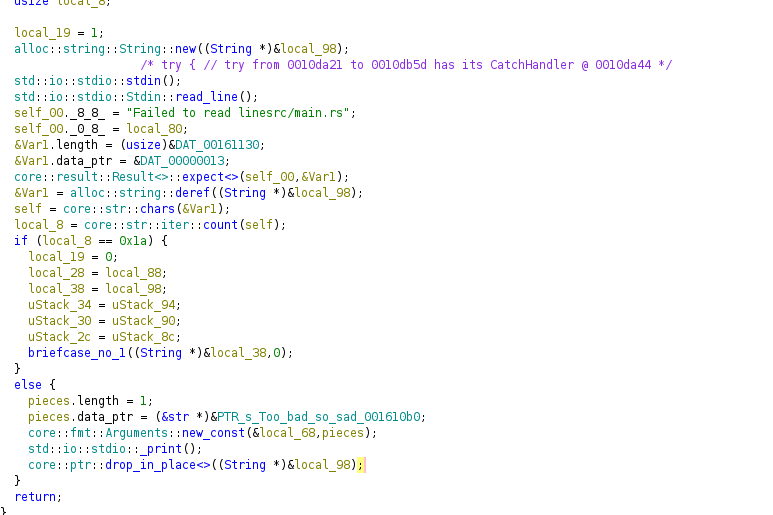 usize local_8;
local_19 = 1;
alloc::string::String::new((String *)&local_98);
/* try { // try from 0010da21 to 0010db5d has its CatchHandler @ 0010da44 */
std::io::stdio::stdin();
std::io::stdio::Stdin::read_line();
self_00._8_8_ = "Failed to read linesrc/main.rs";
self_00._0_8_ = local_80;
&Var1.length = (usize)&DAT_00161130;
&Var1.data_ptr = &DAT_00000013;
core::result::Result<>::expect<>(self_00,&Var1);
&Var1 = alloc::string::deref((String *)&local_98);
self = core::str::chars(&Var1);
local_8 = core::str::iter::count(self);
if (local_8 == 0x1a) {
local_19 = 0;
local_28 = local_88;
local_38 = local_98;
uStack_34 = uStack_94;
uStack_30 = uStack_90;
uStack_2c = uStack_8c;
briefcase_no_1((String *)&local_38,0);
}
else {
pieces.length = 1;
pieces.data_ptr = (&str *)&PTR_s_Too_bad_so_sad_001610b0;
core::fmt::Arguments::new_const(&local_68,pieces);
std::io::stdio::_print();
core::ptr::drop_in_place<>((String *)&local_98);
}
return;
}